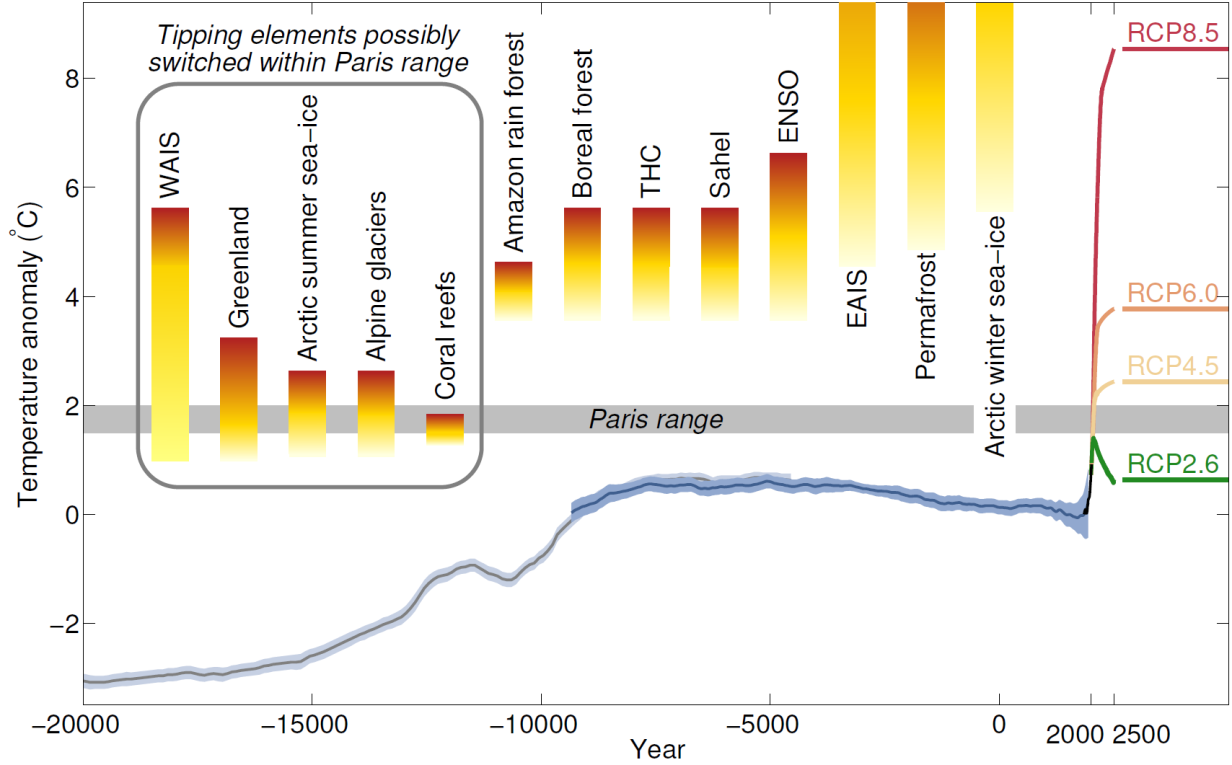 Tipping elements possibly
switched within Paris range
WAIS
Greenland
Arctic summer sea−ice
Alpine glaciers
Coral reefs
Amazon rain forest
Boreal forest
THC
Sahel
ENSO
EAIS
Permafrost
Arctic winter sea−ice
RCP8.5
RCP6.0
RCP4.5
RCP2.6
Paris range
Temperature anomaly (°C)
8
6
4
2
0
−2
−20000
−15000
−10000
−5000
0
2000
2500
Year